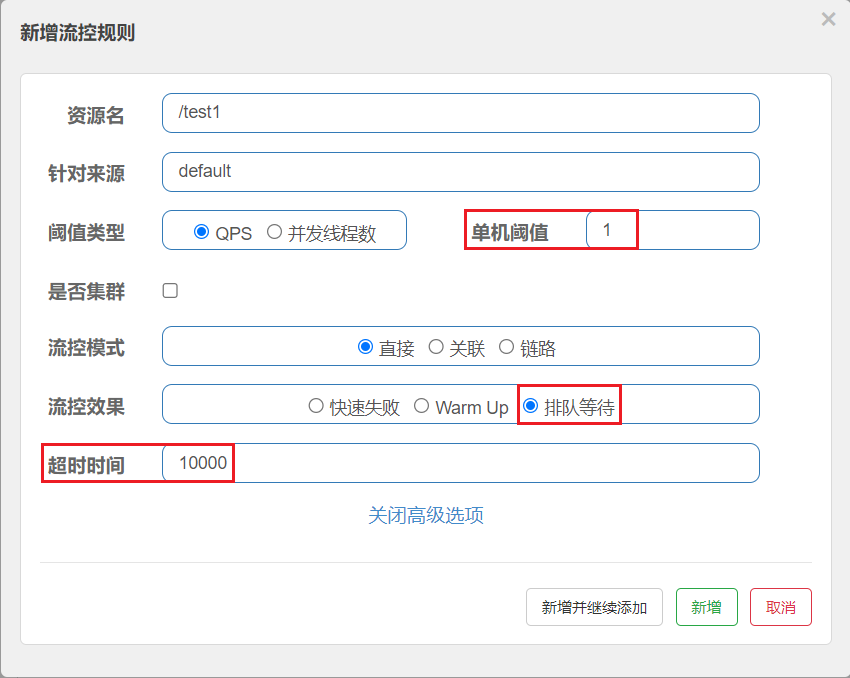 新增流控规则
×
资源名 /test1
针对来源 default
阈值类型 QPS 并发线程数 单机阈值 1
是否集群
流控模式 直接 关联 链路
流控效果 快速失败 Warm Up 排队等待
超时时间 10000
关闭高级选项
新增并继续添加 新增 取消